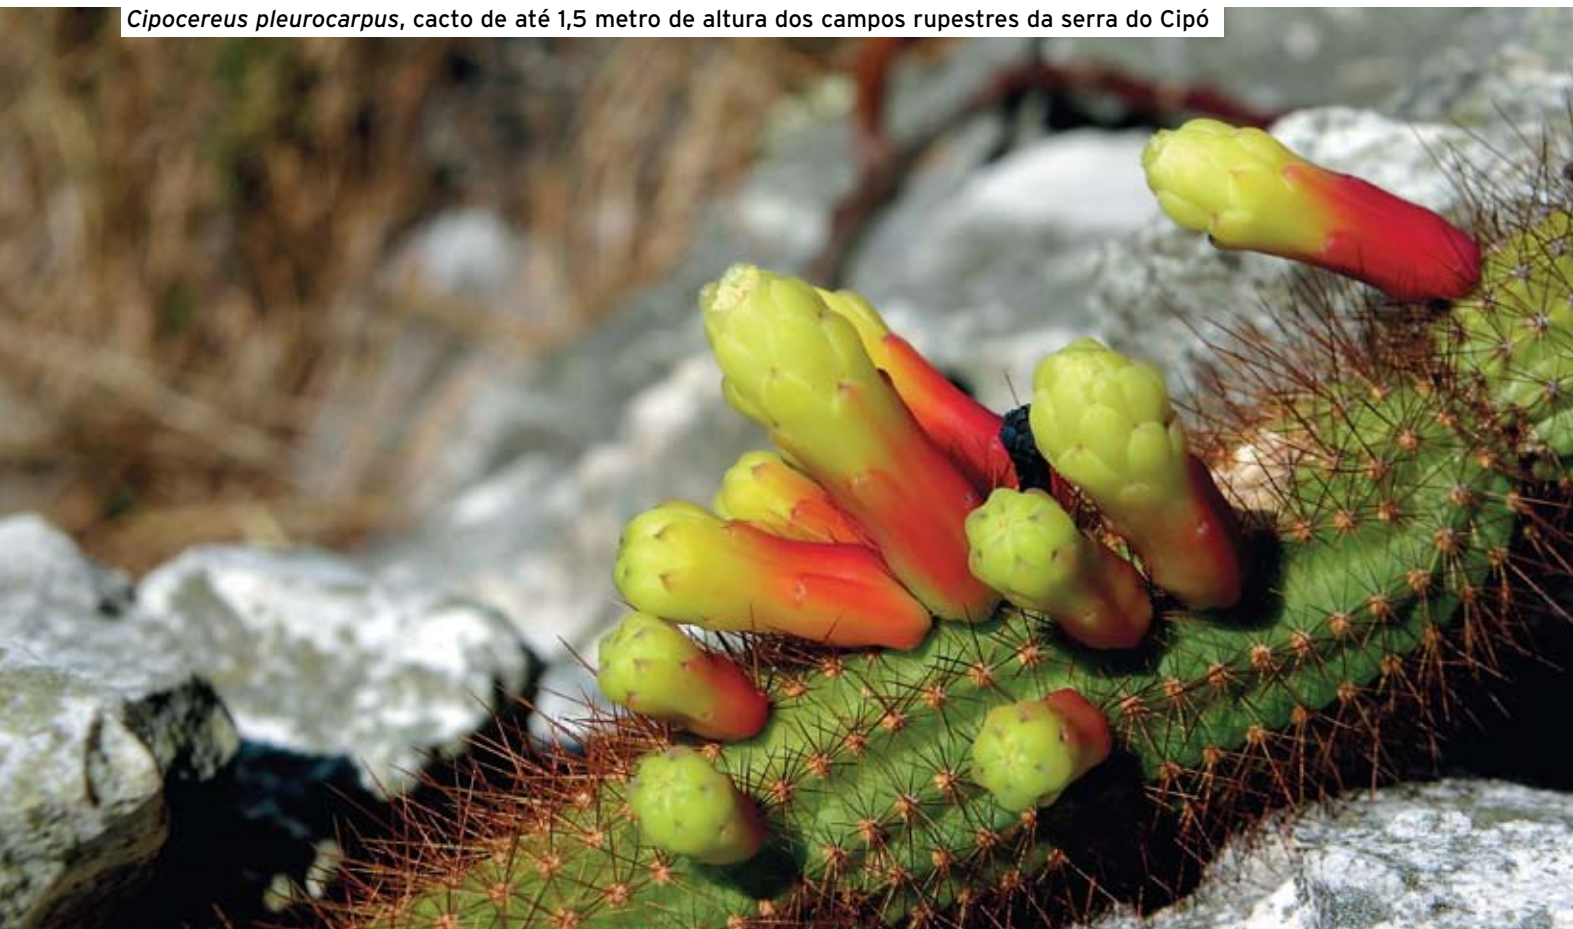 Cipocereus pleurocarpus, cacto de até 1,5 metro de altura dos campos rupestres da serra do Cipó